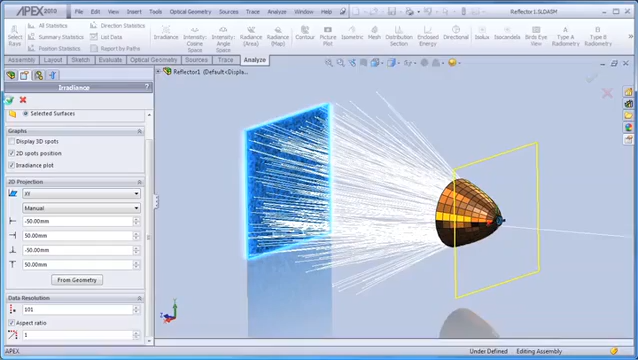 APEX 2010
File Edit View Insert Tools Optical Geometry Sources Analyze Window Help
Reflector 1.SLDASM
Select Rays
All Statistics
Summary Statistics
Position Statistics
Direction Statistics
Ray Data List
Report by Paths
Irradiance
Intensity: Cosine Space
Intensity: Angle Space
Radiance (Area)
Radiance (Map)
Contour
Picture Plot
Isometric
Mesh
Distribution Section
Enclosed Energy
Directional
Isolux
Isocandela
Birds Eye View
Type A Radiometry
Type B Radiometry
Assembly Layout Sketch Evaluate Optical Geometry Sources Trace Analyze
Reflector1 (Default<Displa...
Irradiance
Selected Surfaces
Graphs
Display 3D spots
2D spots position
Irradiance plot
2D Projection
XY
Manual
-50.00mm
50.00mm
-50.00mm
50.00mm
From Geometry
Data Resolution
101
Aspect ratio
1
APEX
Under Defined
Editing Assembly